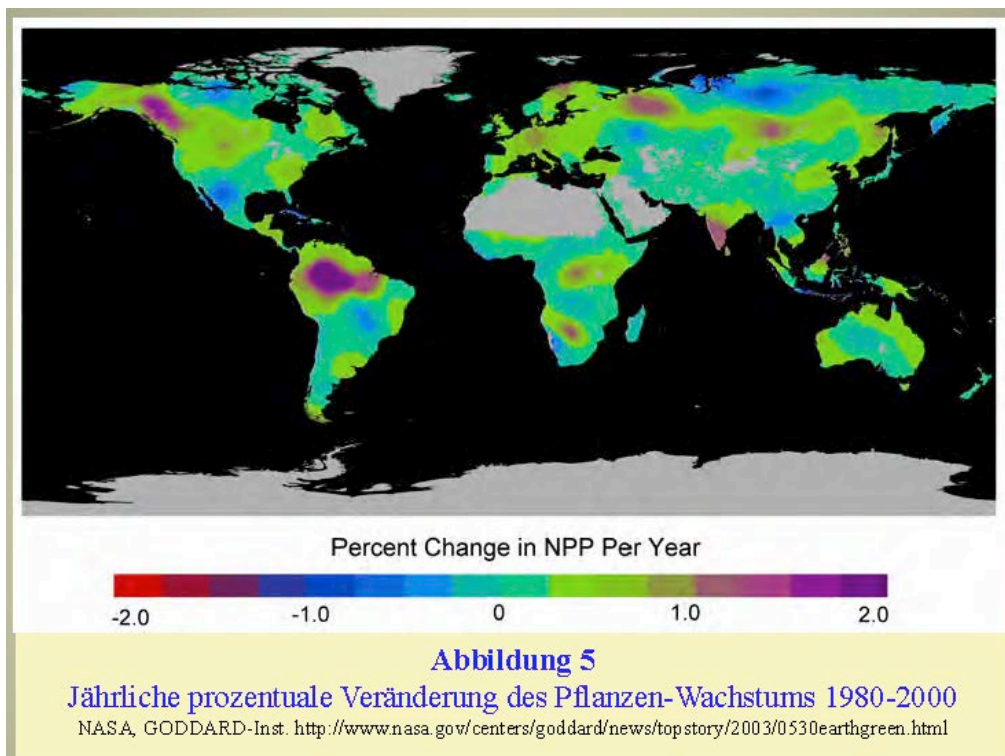 Percent Change in NPP Per Year
-2.0 -1.0 0 1.0 2.0
Abbildung 5
Jährliche prozentuale Veränderung des Pflanzen-Wachstums 1980-2000
NASA, GODDARD-Inst. http://www.nasa.gov/centers/goddard/news/topstory/2003/0530earthgreen.html